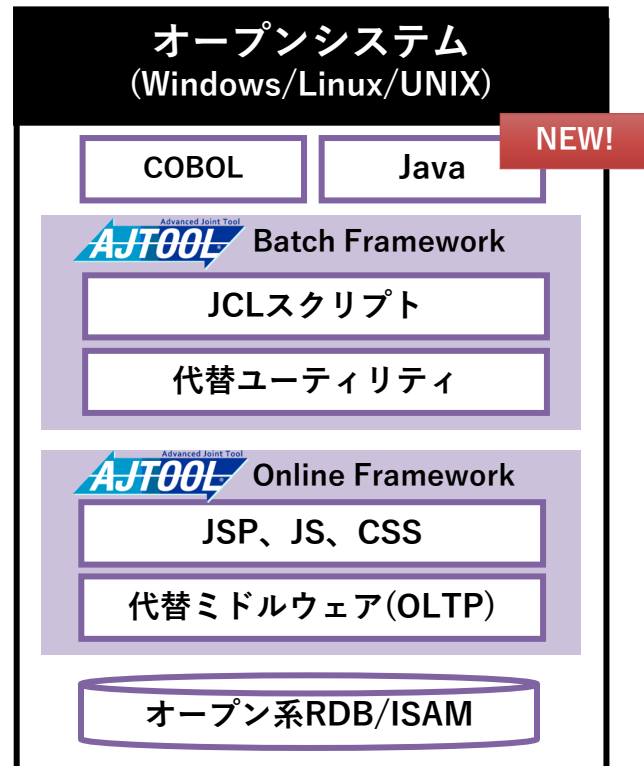 オープンシステム
(Windows/Linux/UNIX)
NEW!
COBOL
Java
Advanced Joint Tool
AJTOOL Batch Framework
JCLスクリプト
代替ユーティリティ
Advanced Joint Tool
AJTOOL Online Framework
JSP、JS、CSS
代替ミドルウェア(OLTP)
オープン系RDB/ISAM